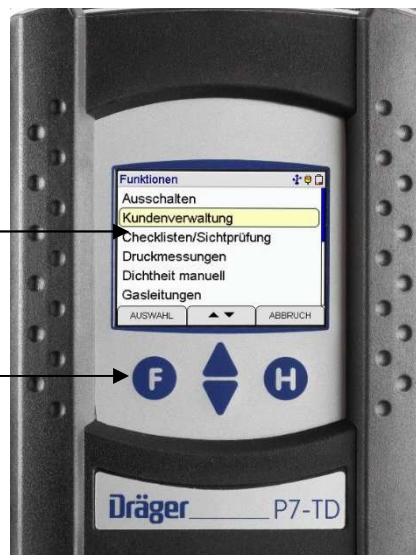 Funktionen
Ausschalten
Kundenverwaltung
Checklisten/Sichtprüfung
Druckmessungen
Dichtheit manuell
Gasleitungen
AUSWAHL ABBRUCH
F H
Dräger P7-TD